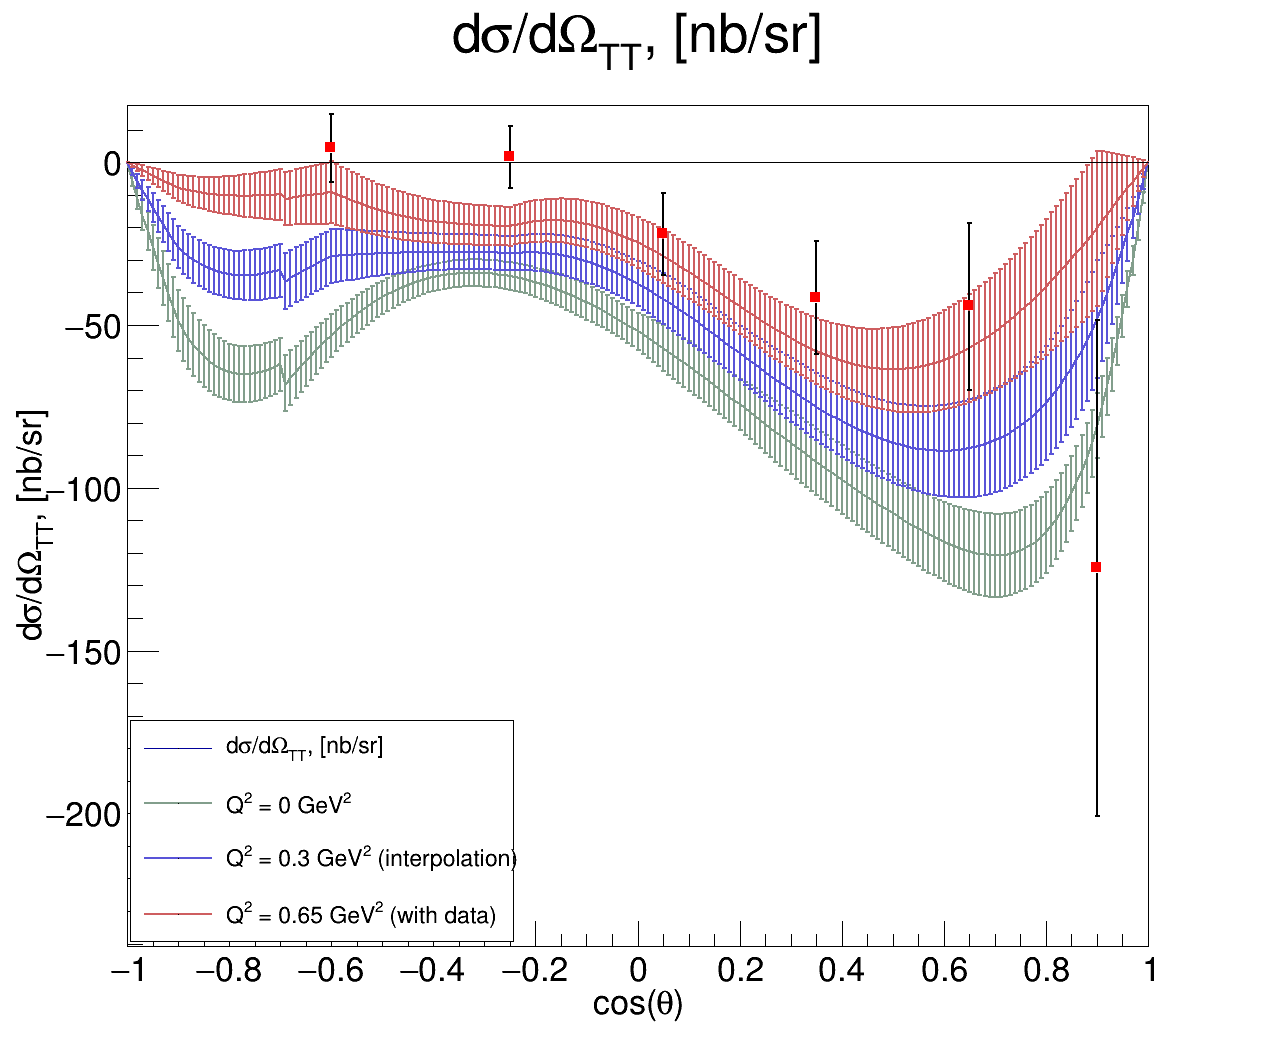 dσ/dΩTT, [nb/sr]
dσ/dΩTT, [nb/sr]
0
−50
−100
−150
−200
dσ/dΩTT, [nb/sr]
Q² = 0 GeV²
Q² = 0.3 GeV² (interpolation)
Q² = 0.65 GeV² (with data)
−1 −0.8 −0.6 −0.4 −0.2 0 0.2 0.4 0.6 0.8 1
cos(θ)